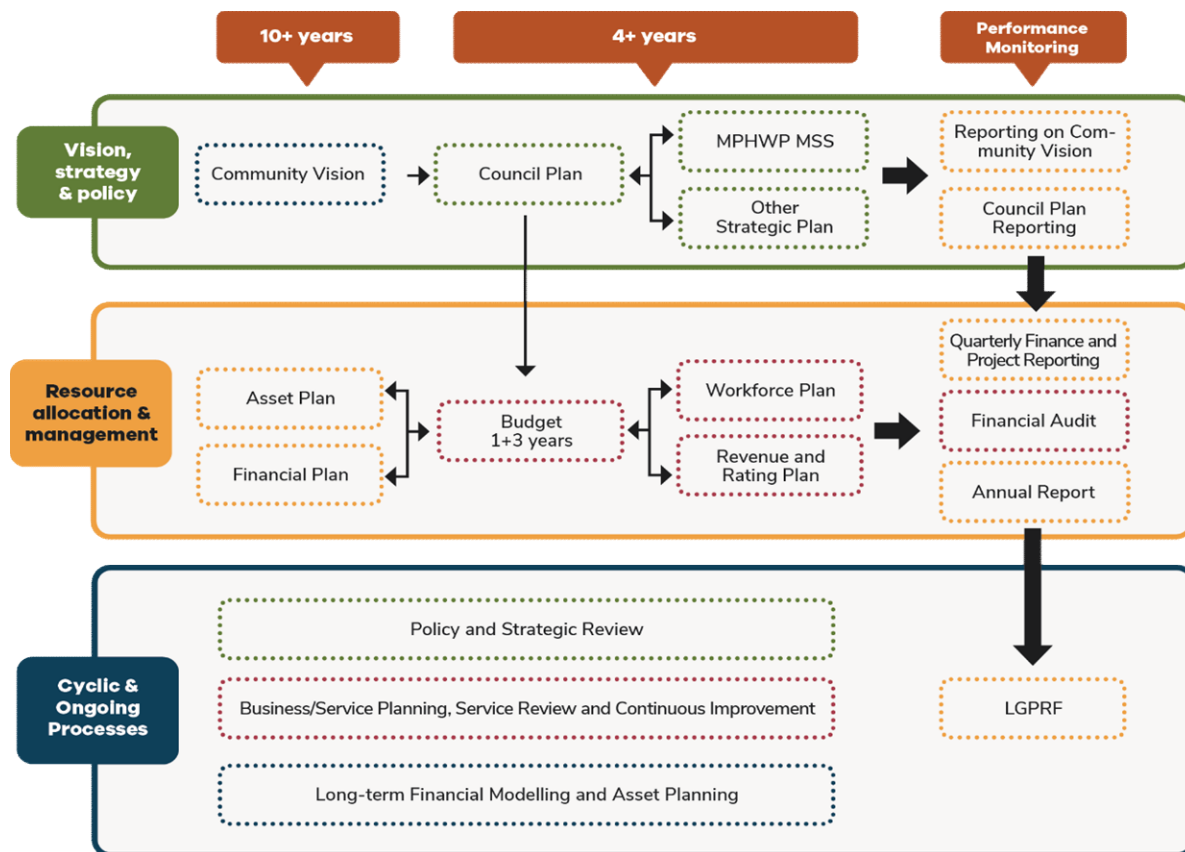 10+ years
4+ years
Performance
Monitoring
Vision,
strategy
& policy
Community Vision
Council Plan
MPHWP MSS
Other
Strategic Plan
Reporting on Com-
munity Vision
Council Plan
Reporting
Resource
allocation &
management
Asset Plan
Financial Plan
Budget
1+3 years
Workforce Plan
Revenue and
Rating Plan
Quarterly Finance and
Project Reporting
Financial Audit
Annual Report
Cyclic &
Ongoing
Processes
Policy and Strategic Review
Business/Service Planning, Service Review and Continuous Improvement
Long-term Financial Modelling and Asset Planning
LGPRF